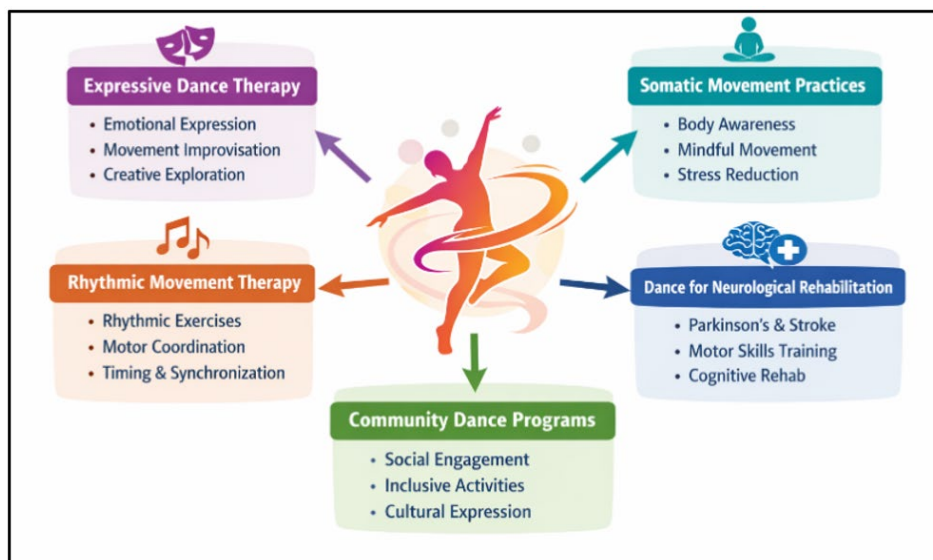 Expressive Dance Therapy
• Emotional Expression
• Movement Improvisation
• Creative Exploration
Somatic Movement Practices
• Body Awareness
• Mindful Movement
• Stress Reduction
Rhythmic Movement Therapy
• Rhythmic Exercises
• Motor Coordination
• Timing & Synchronization
Dance for Neurological Rehabilitation
• Parkinson's & Stroke
• Motor Skills Training
• Cognitive Rehab
Community Dance Programs
• Social Engagement
• Inclusive Activities
• Cultural Expression